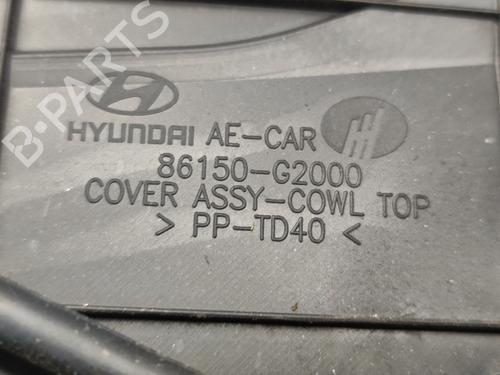 B-PARTS
HYUNDAI AE-CAR
86150-G2000
COVER ASSY-COWL TOP
> PP-TD40 <